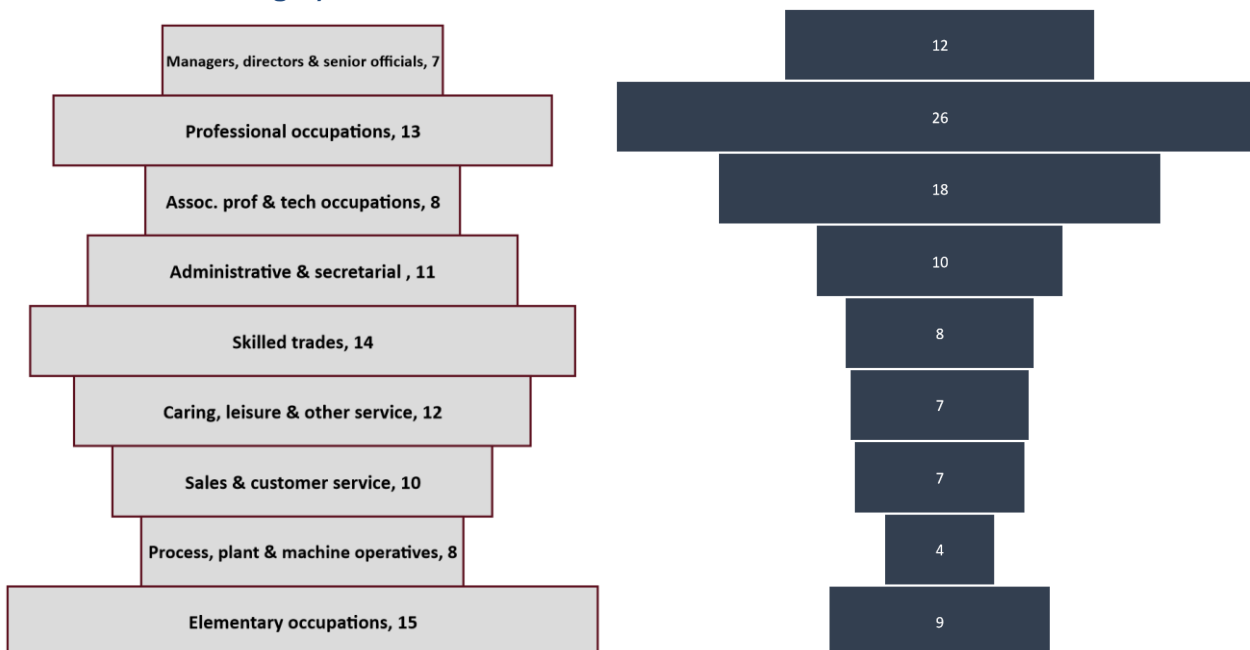 Managers, directors & senior officials, 7
Professional occupations, 13
Assoc. prof & tech occupations, 8
Administrative & secretarial , 11
Skilled trades, 14
Caring, leisure & other service, 12
Sales & customer service, 10
Process, plant & machine operatives, 8
Elementary occupations, 15
12
26
18
10
8
7
7
4
9